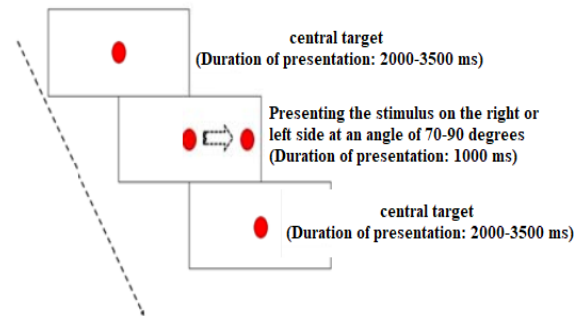 central target
(Duration of presentation: 2000-3500 ms)
Presenting the stimulus on the right or
left side at an angle of 70-90 degrees
(Duration of presentation: 1000 ms)
central target
(Duration of presentation: 2000-3500 ms)